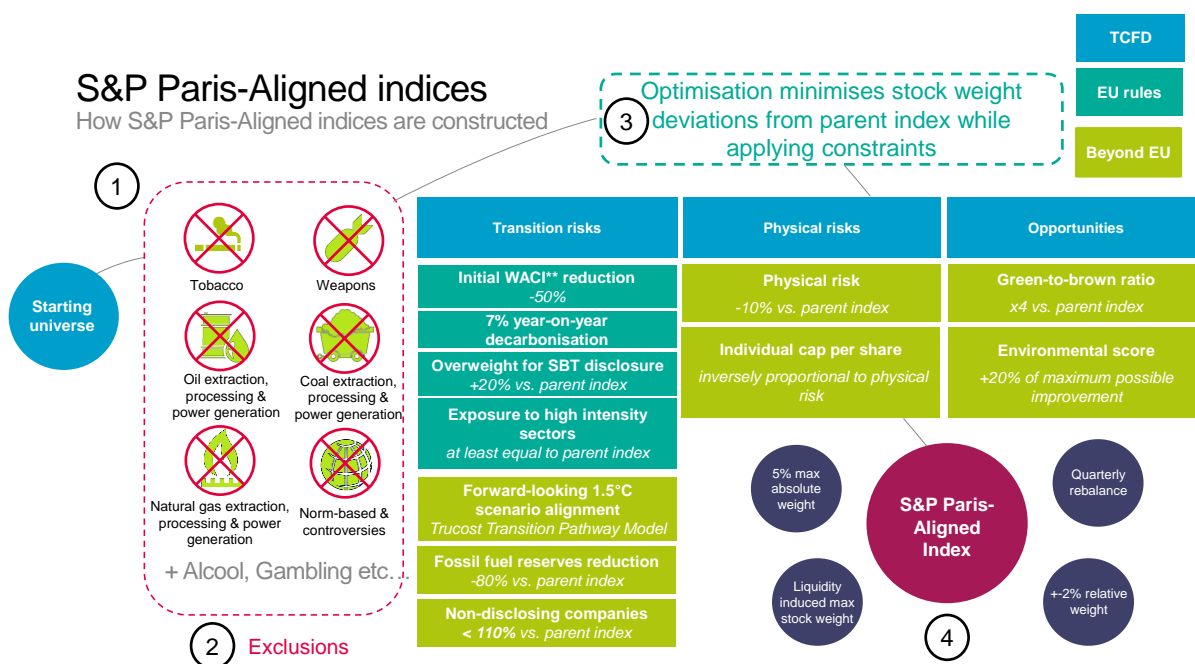 TCFD
EU rules
Beyond EU
S&P Paris-Aligned indices
How S&P Paris-Aligned indices are constructed
3
Optimisation minimises stock weight
deviations from parent index while
applying constraints
1
Starting
universe
Tobacco
Weapons
Oil extraction,
processing &
power generation
Coal extraction,
processing &
power generation
Natural gas extraction,
processing & power
generation
Norm-based &
controversies
+ Alcool, Gambling etc…
2
Exclusions
Transition risks
Initial WACI** reduction
-50%
7% year-on-year
decarbonisation
Overweight for SBT disclosure
+20% vs. parent index
Exposure to high intensity
sectors
at least equal to parent index
Forward-looking 1.5°C
scenario alignment
Trucost Transition Pathway Model
Fossil fuel reserves reduction
-80% vs. parent index
Non-disclosing companies
< 110% vs. parent index
Physical risks
Physical risk
-10% vs. parent index
Individual cap per share
inversely proportional to physical
risk
Opportunities
Green-to-brown ratio
x4 vs. parent index
Environmental score
+20% of maximum possible
improvement
5% max
absolute
weight
Quarterly
rebalance
S&P Paris-
Aligned
Index
Liquidity
induced max
stock weight
+-2% relative
weight
4